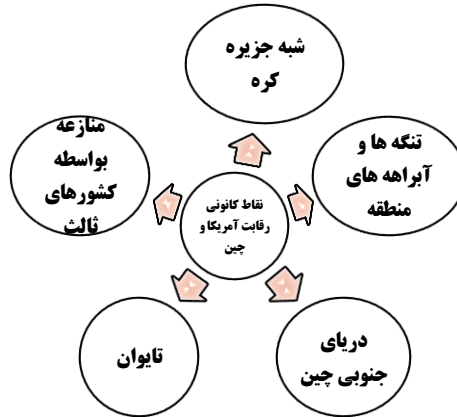 شبه جزیره
کره
تنگه ها و
آبراهه های
منطقه
منازعه
بواسطه
کشورهای
ثالث
نقاط کانونی
رقابت آمریکا و
چین
دریای
جنوبی چین
تایوان